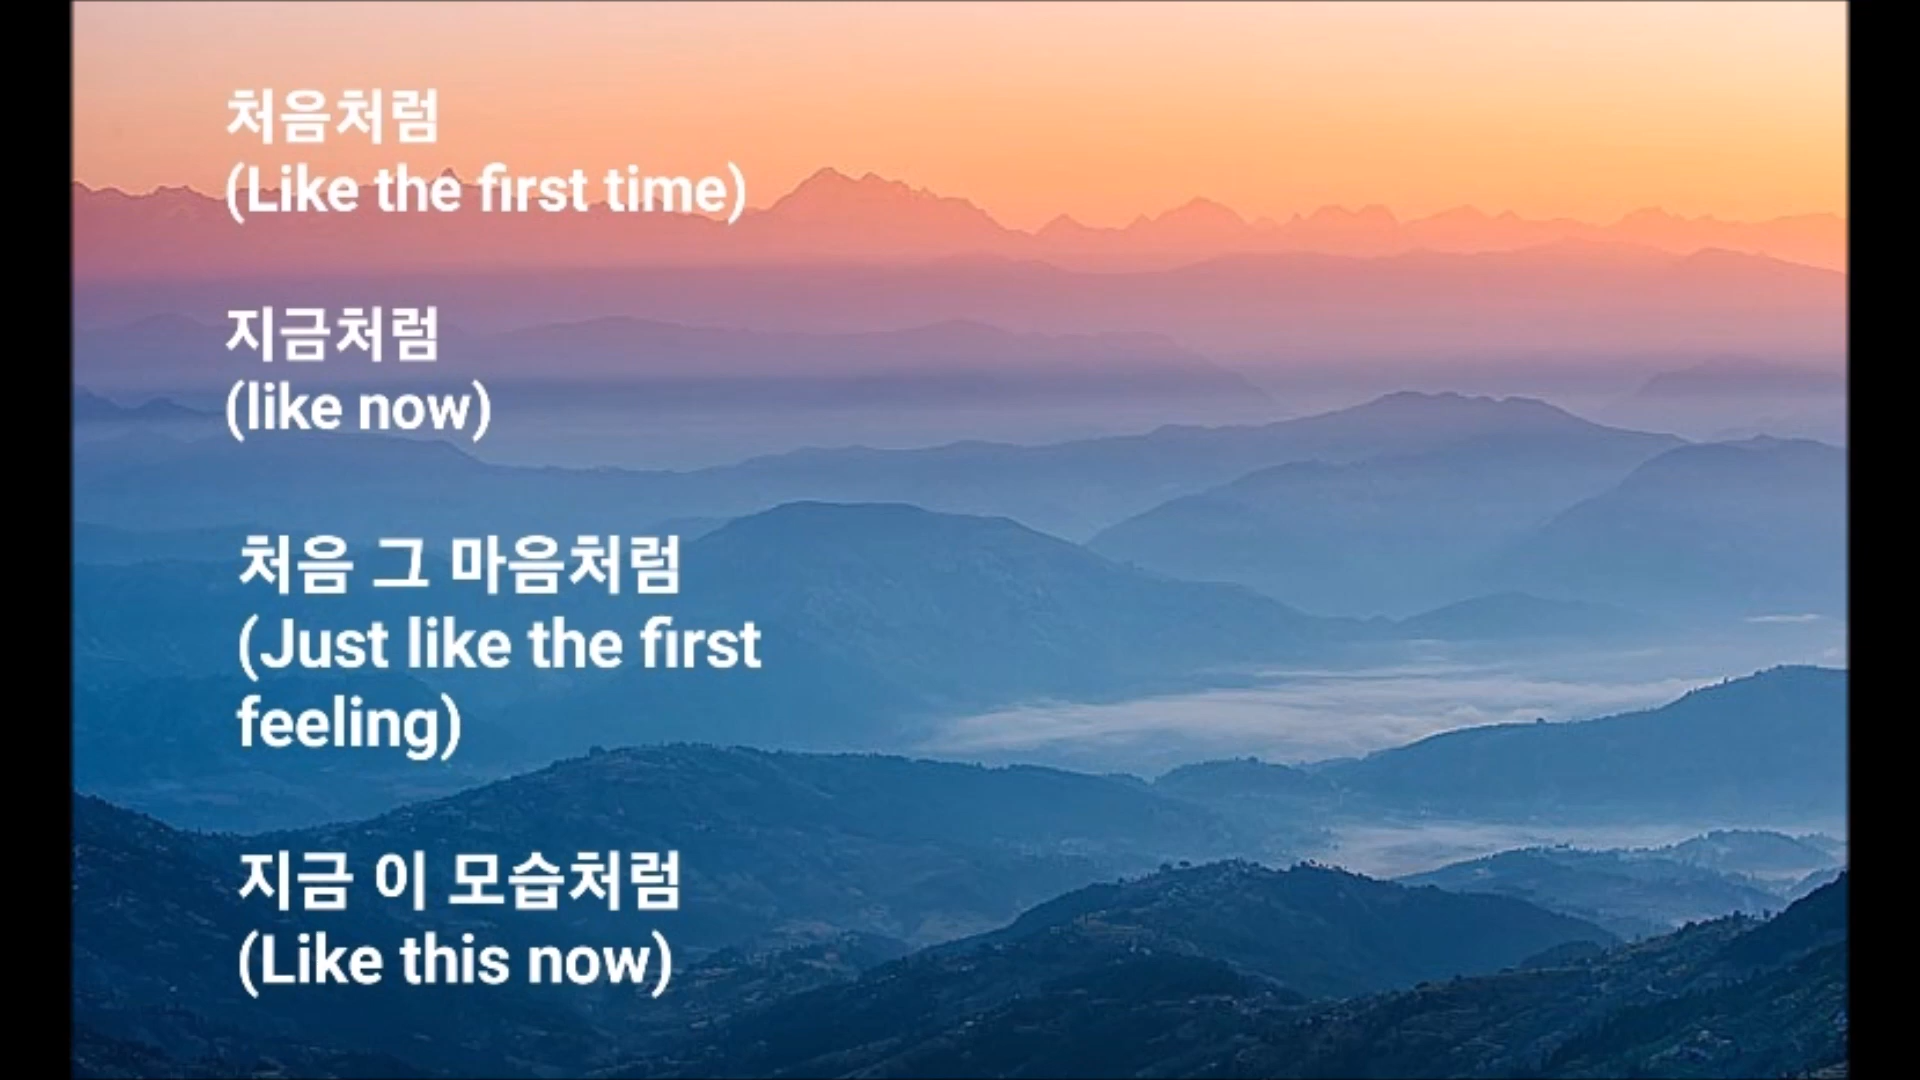 처음처럼
(Like the first time)
지금처럼
(like now)
처음 그 마음처럼
(Just like the first
feeling)
지금 이 모습처럼
(Like this now)